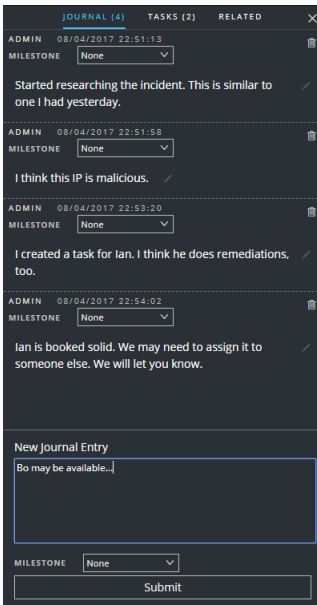 JOURNAL (4) TASKS (2) RELATED
ADMIN 08/04/2017 22:51:13
MILESTONE None
Started researching the incident. This is similar to
one I had yesterday.
ADMIN 08/04/2017 22:51:58
MILESTONE None
I think this IP is malicious.
ADMIN 08/04/2017 22:53:20
MILESTONE None
I created a task for Ian. I think he does remediations,
too.
ADMIN 08/04/2017 22:54:02
MILESTONE None
Ian is booked solid. We may need to assign it to
someone else. We will let you know.
New Journal Entry
Bo may be available...
MILESTONE None
Submit